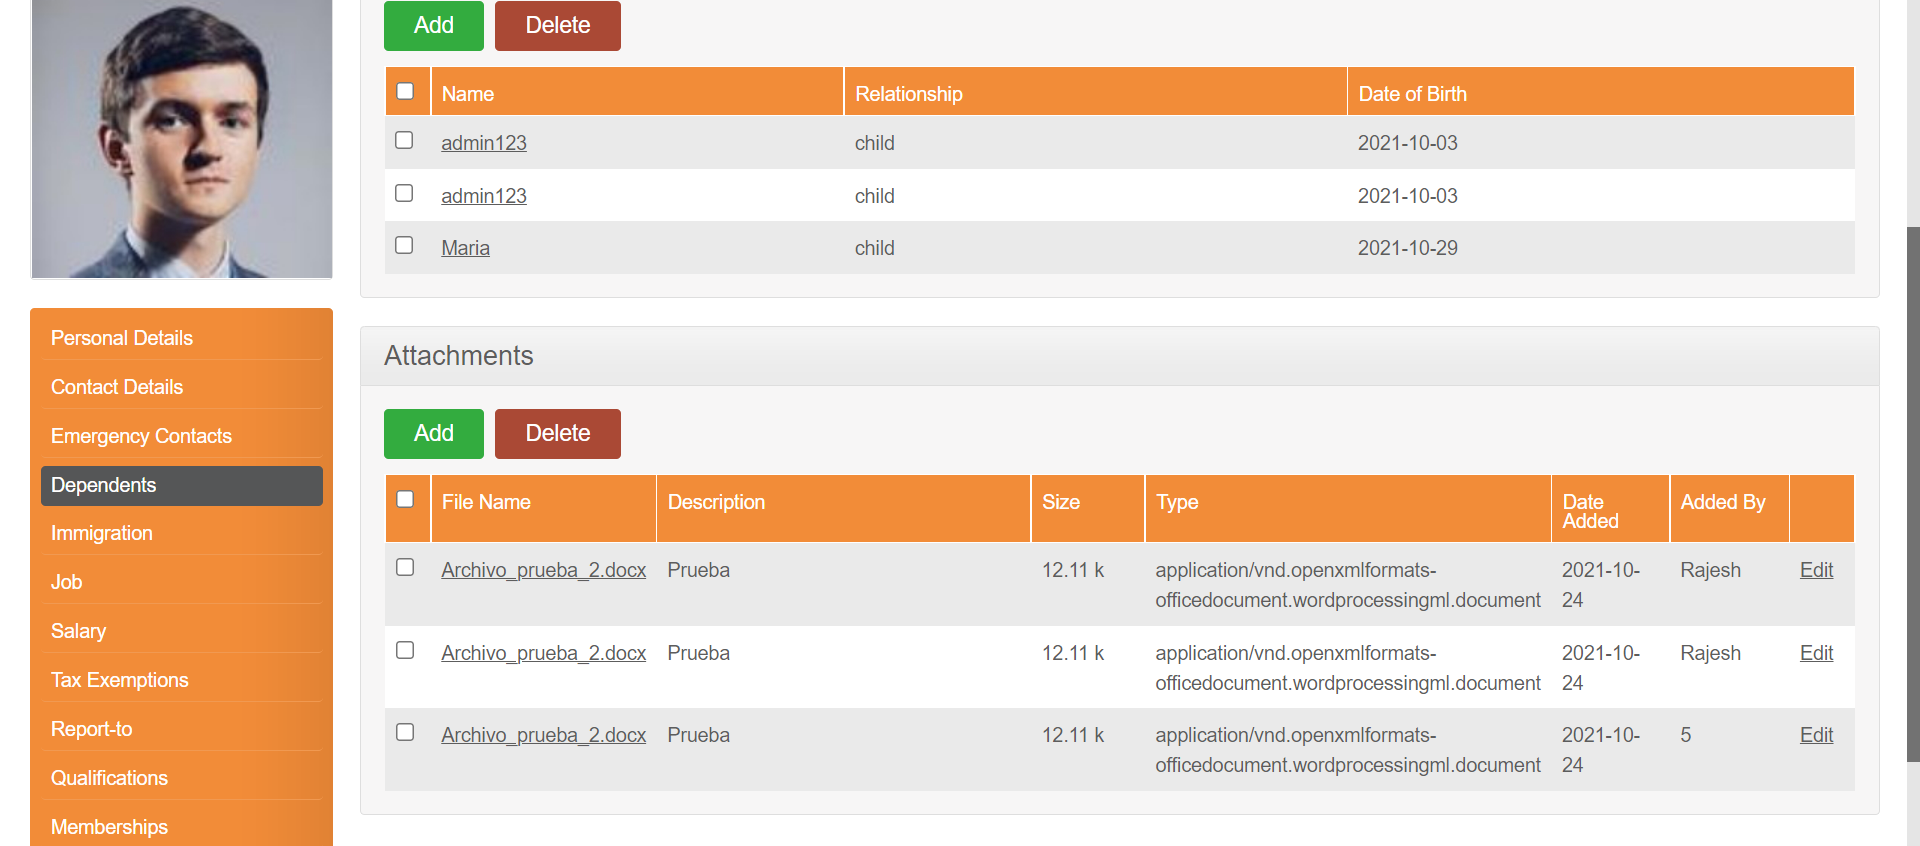 Add Delete
Name Relationship Date of Birth
admin123 child 2021-10-03
admin123 child 2021-10-03
Maria child 2021-10-29
Personal Details
Contact Details
Emergency Contacts
Dependents
Immigration
Job
Salary
Tax Exemptions
Report-to
Qualifications
Memberships
Attachments
Add Delete
File Name Description Size Type Date Added Added By
Archivo_prueba_2.docx Prueba 12.11 k application/vnd.openxmlformats- 2021-10- Rajesh Edit
officedocument.wordprocessingml.document 24
Archivo_prueba_2.docx Prueba 12.11 k application/vnd.openxmlformats- 2021-10- Rajesh Edit
officedocument.wordprocessingml.document 24
Archivo_prueba_2.docx Prueba 12.11 k application/vnd.openxmlformats- 2021-10- 5 Edit
officedocument.wordprocessingml.document 24